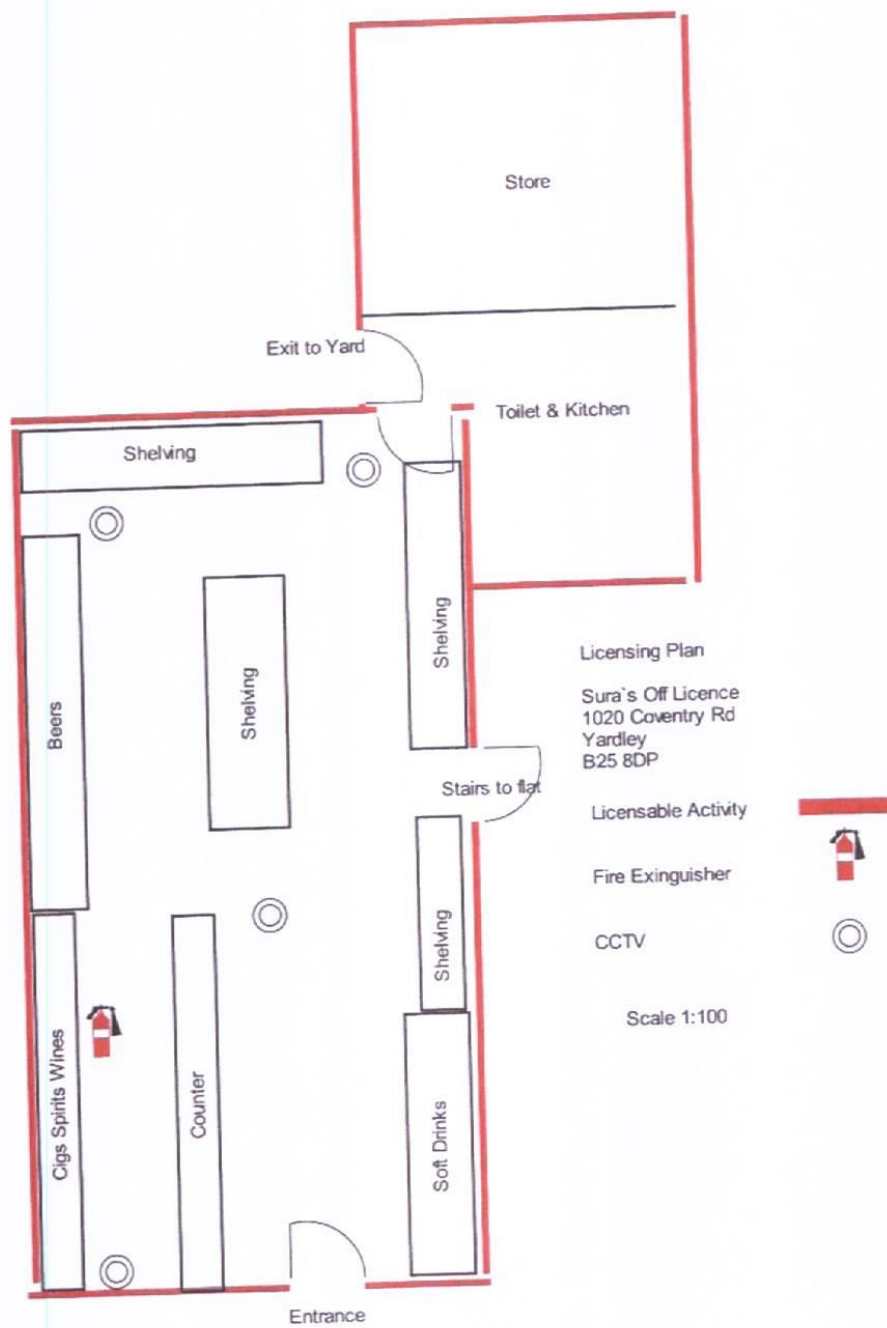 Store
Exit to Yard
Toilet & Kitchen
Shelving
Shelving
Shelving
Beers
Licensing Plan
Sura`s Off Licence
1020 Coventry Rd
Yardley
B25 8DP
Stairs to flat
Licensable Activity
Fire Exinguisher
CCTV
Shelving
Scale 1:100
Cigs Spirits Wines
Counter
Soft Drinks
Entrance